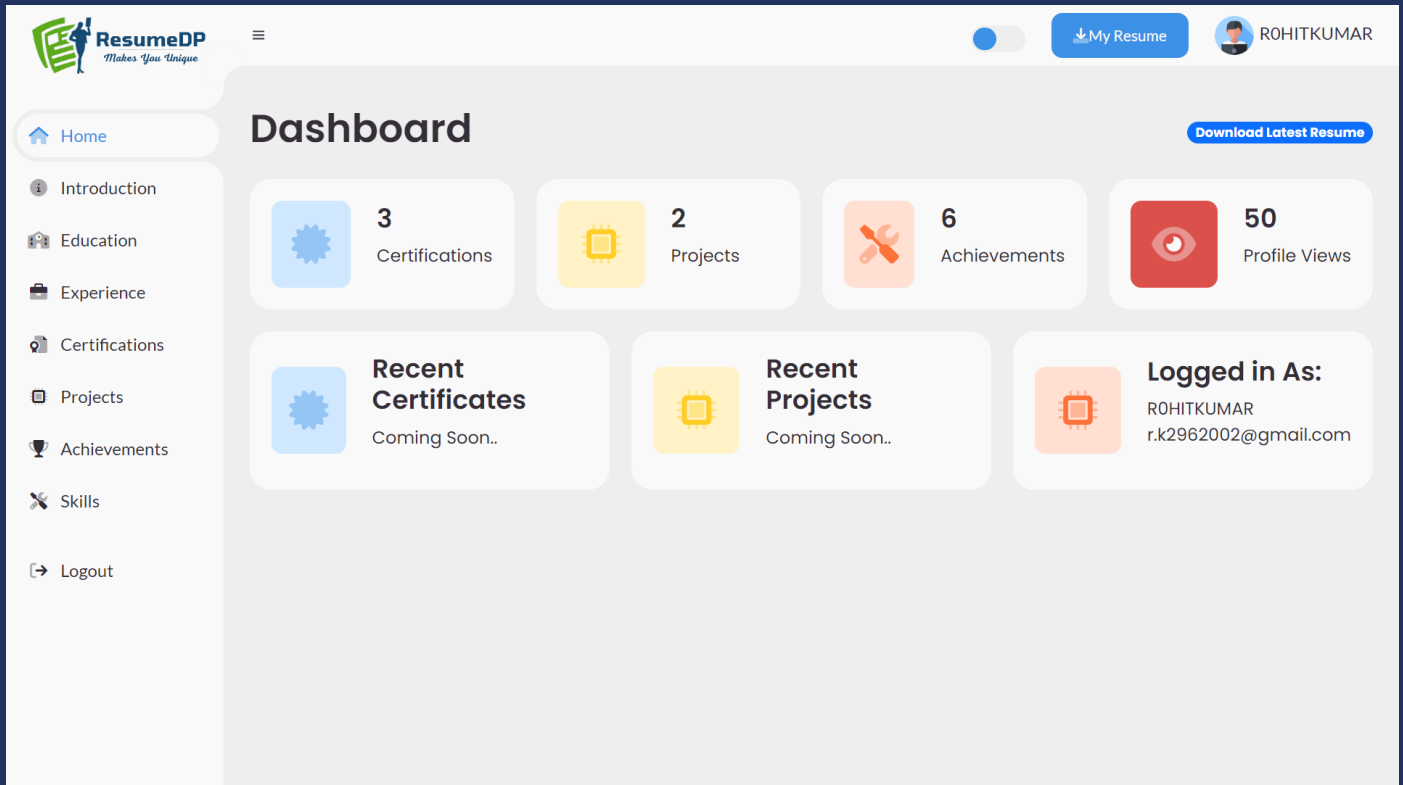 ResumeDP
Makes You Unique
My Resume
R0HITKUMAR
Home
Introduction
Education
Experience
Certifications
Projects
Achievements
Skills
Logout
Dashboard
Download Latest Resume
3
Certifications
2
Projects
6
Achievements
50
Profile Views
Recent
Certificates
Coming Soon..
Recent
Projects
Coming Soon..
Logged in As:
R0HITKUMAR
r.k2962002@gmail.com